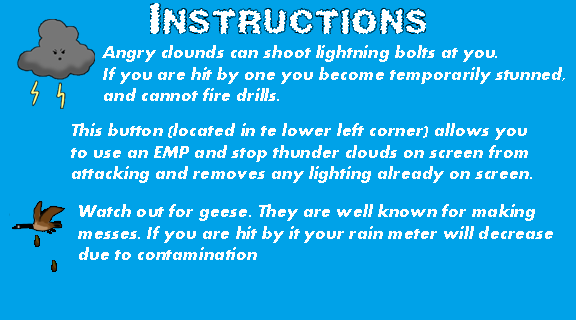 INSTRUCTIONS
Angry clounds can shoot lightning bolts at you.
If you are hit by one you become temporarily stunned,
and cannot fire drills.
This button (located in te lower left corner) allows you
to use an EMP and stop thunder clouds on screen from
attacking and removes any lighting already on screen.
Watch out for geese. They are well known for making
messes. If you are hit by it your rain meter will decrease
due to contamination